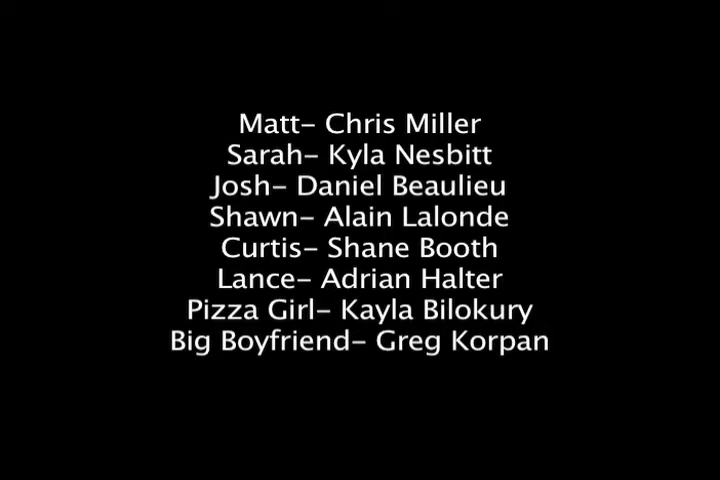 Matt- Chris Miller
Sarah- Kyla Nesbitt
Josh- Daniel Beaulieu
Shawn- Alain Lalonde
Curtis- Shane Booth
Lance- Adrian Halter
Pizza Girl- Kayla Bilokury
Big Boyfriend- Greg Korpan